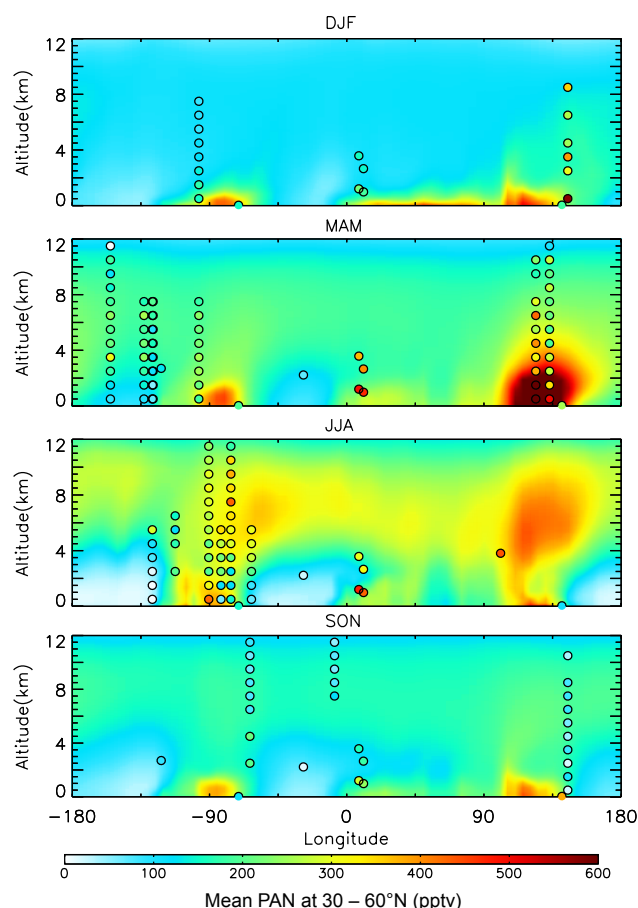 DJF
12
8
4
0
Altitude(km)
MAM
12
8
4
0
Altitude(km)
JJA
12
8
4
0
Altitude(km)
SON
12
8
4
0
Altitude(km)
-180 -90 0 90 180
Longitude
0 100 200 300 400 500 600
Mean PAN at 30 – 60°N (pptv)